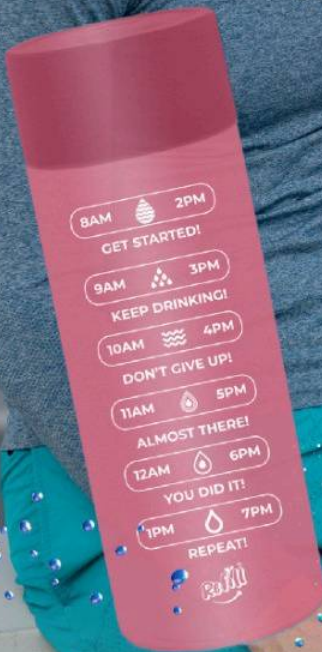 8AM 2PM
GET STARTED!
9AM 3PM
KEEP DRINKING!
10AM 4PM
DON'T GIVE UP!
11AM 5PM
ALMOST THERE!
12AM 6PM
YOU DID IT!
1PM 7PM
REPEAT!
Refill